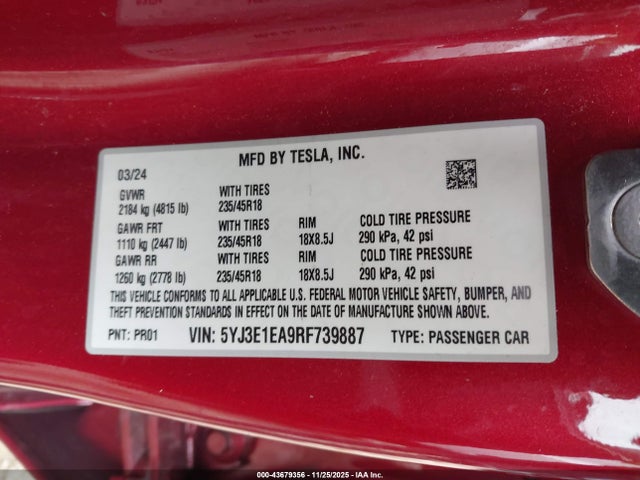 MFD BY TESLA, INC.
03/24
GVWR WITH TIRES
2184 kg (4815 lb) 235/45R18
GAWR FRT WITH TIRES RIM COLD TIRE PRESSURE
1110 kg (2447 lb) 235/45R18 18X8.5J 290 kPa, 42 psi
GAWR RR WITH TIRES RIM COLD TIRE PRESSURE
1260 kg (2778 lb) 235/45R18 18X8.5J 290 kPa, 42 psi
THIS VEHICLE CONFORMS TO ALL APPLICABLE U.S. FEDERAL MOTOR VEHICLE SAFETY, BUMPER, AND
THEFT PREVENTION STANDARDS IN EFFECT ON THE DATE OF MANUFACTURE SHOWN ABOVE.
PNT: PR01 VIN: 5YJ3E1EA9RF739887 TYPE: PASSENGER CAR
000-43679356 - 11/25/2025 - IAA Inc.